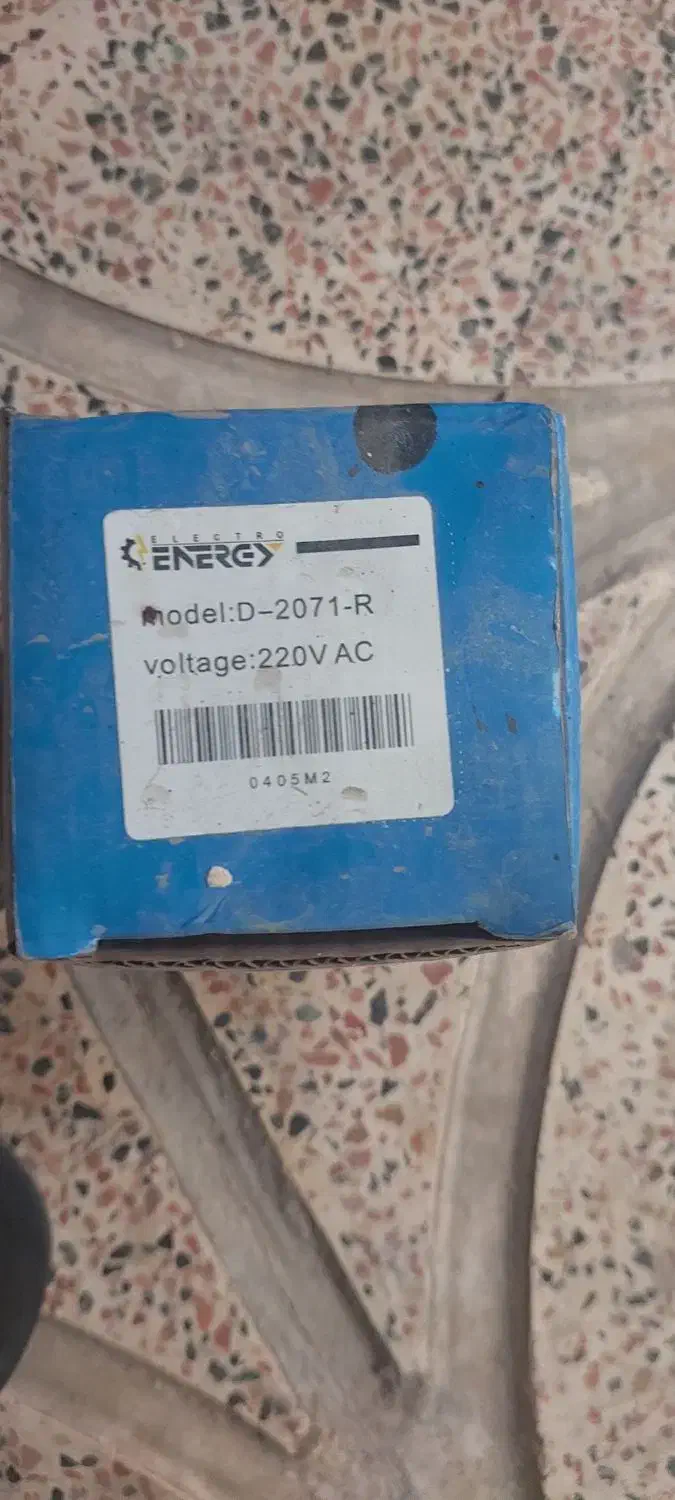 ELECTRO
ENERGY
model:D-2071-R
voltage:220V AC
0405M2